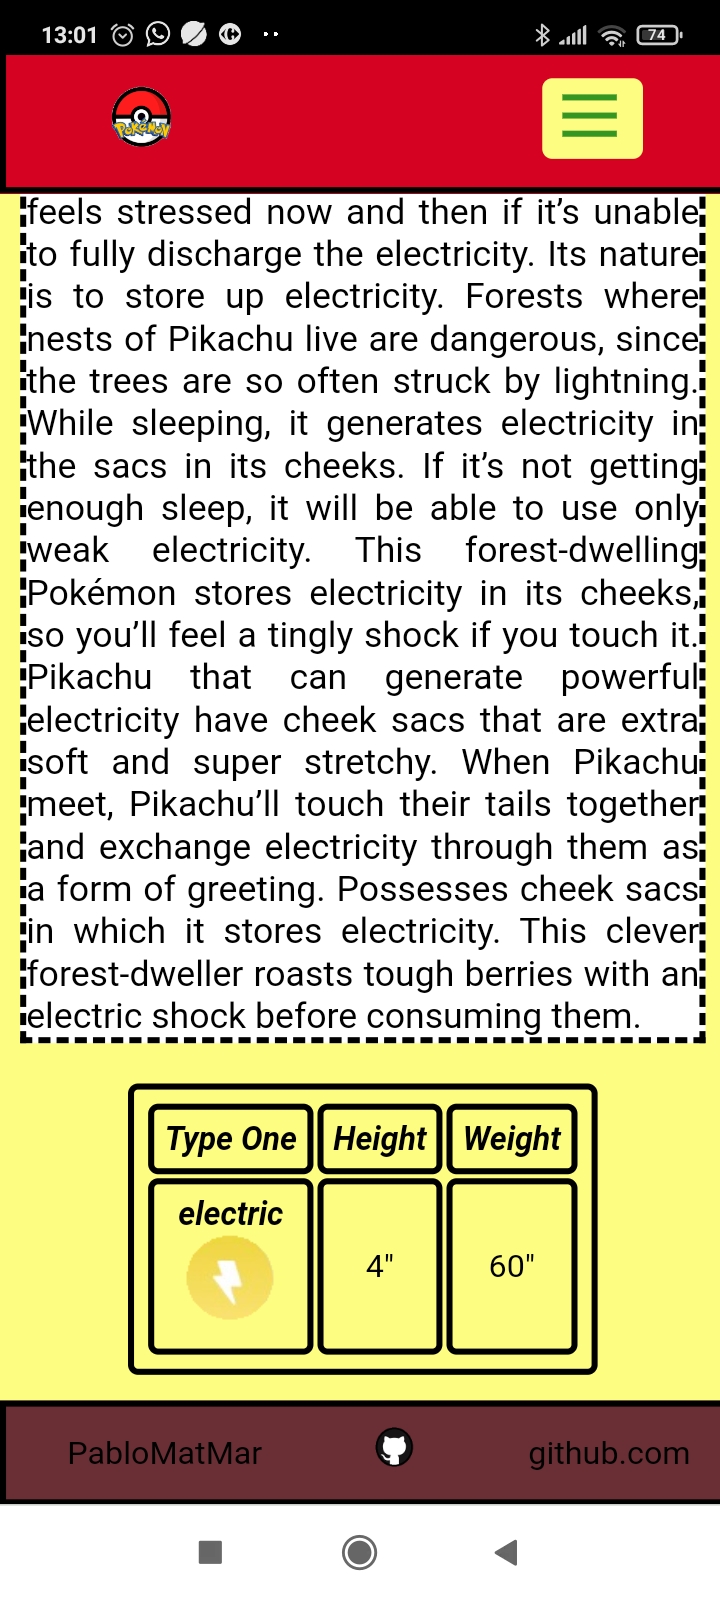 13:01
74
Pokémon
feels stressed now and then if it’s unable
to fully discharge the electricity. Its nature
is to store up electricity. Forests where
nests of Pikachu live are dangerous, since
the trees are so often struck by lightning.
While sleeping, it generates electricity in
the sacs in its cheeks. If it’s not getting
enough sleep, it will be able to use only
weak electricity. This forest-dwelling
Pokémon stores electricity in its cheeks,
so you’ll feel a tingly shock if you touch it.
Pikachu that can generate powerful
electricity have cheek sacs that are extra
soft and super stretchy. When Pikachu
meet, Pikachu’ll touch their tails together
and exchange electricity through them as
a form of greeting. Possesses cheek sacs
in which it stores electricity. This clever
forest-dweller roasts tough berries with an
electric shock before consuming them.
Type One Height Weight
electric
4" 60"
PabloMatMar github.com